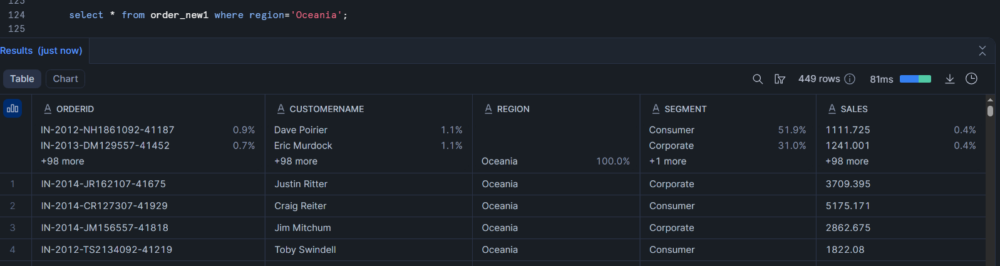 123
124 select * from order_new1 where region='Oceania';
125
Results (just now)
Table Chart 449 rows 81ms
A ORDERID A CUSTOMERNAME A REGION A SEGMENT A SALES
IN-2012-NH1861092-41187 0.9% Dave Poirier 1.1% Consumer 51.9% 1111.725 0.4%
IN-2013-DM129557-41452 0.7% Eric Murdock 1.1% Corporate 31.0% 1241.001 0.4%
+98 more +98 more Oceania 100.0% +1 more +98 more
1 IN-2014-JR162107-41675 Justin Ritter Oceania Corporate 3709.395
2 IN-2014-CR127307-41929 Craig Reiter Oceania Consumer 5175.171
3 IN-2014-JM156557-41818 Jim Mitchum Oceania Corporate 2862.675
4 IN-2012-TS2134092-41219 Toby Swindell Oceania Consumer 1822.08